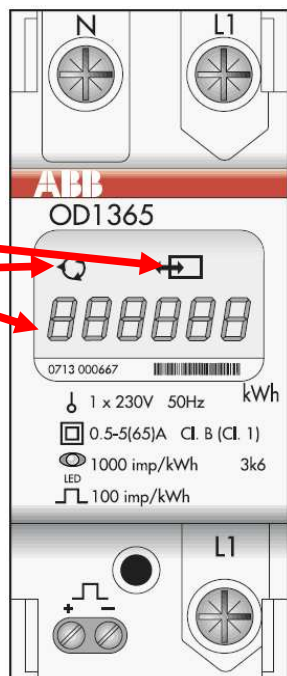 N L1
ABB
OD1365
888888
0713 000667
kWh
1 x 230V 50Hz
0.5-5(65)A Cl. B (Cl. 1)
1000 imp/kWh 3k6
LED
100 imp/kWh
L1
+ −